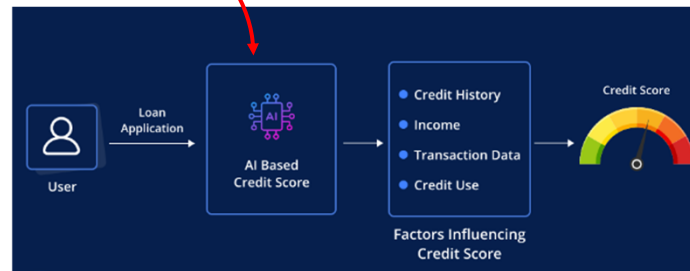 User
Loan
Application
AI
AI Based
Credit Score
Credit History
Income
Transaction Data
Credit Use
Factors Influencing
Credit Score
Credit Score